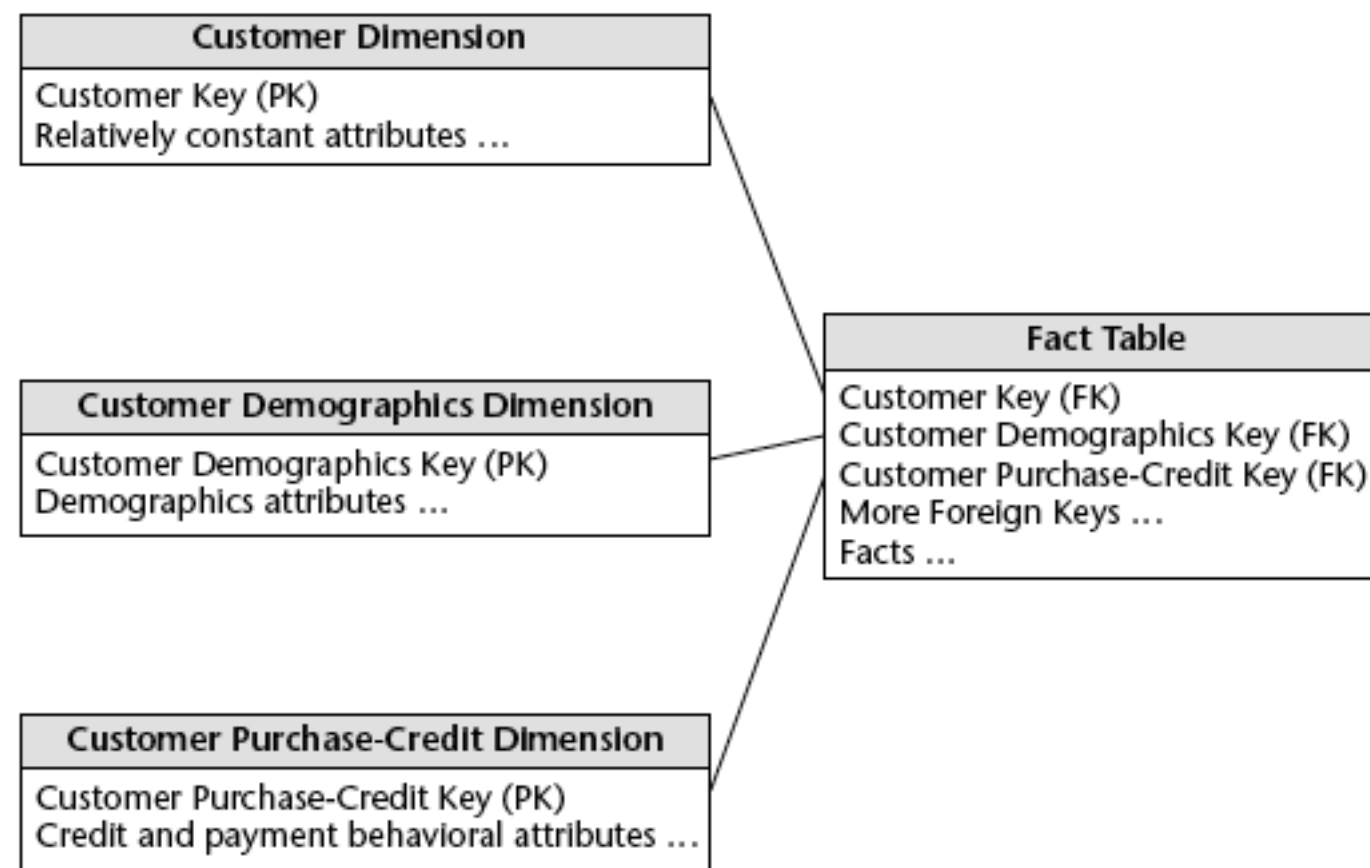 Customer Dimension
Customer Key (PK)
Relatively constant attributes …
Customer Demographics Dimension
Customer Demographics Key (PK)
Demographics attributes …
Customer Purchase-Credit Dimension
Customer Purchase-Credit Key (PK)
Credit and payment behavioral attributes …
Fact Table
Customer Key (FK)
Customer Demographics Key (FK)
Customer Purchase-Credit Key (FK)
More Foreign Keys …
Facts …